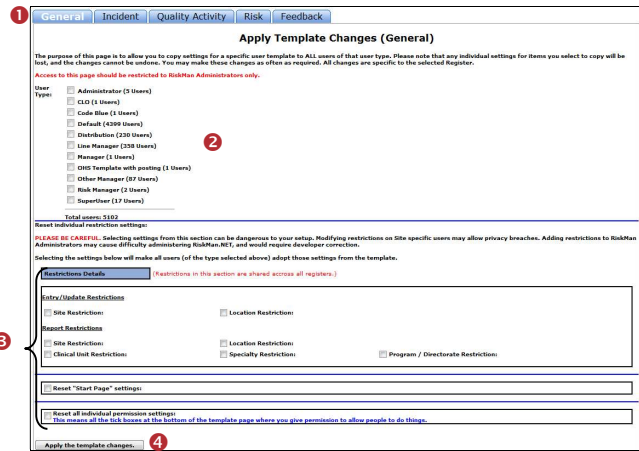 1 General Incident Quality Activity Risk Feedback
Apply Template Changes (General)
The purpose of this page is to allow you to copy settings for a specific user template to ALL users of that user type. Please note that any individual settings for items you select to copy will be
lost, and the changes cannot be undone. You may make these changes as often as required. All changes are specific to the selected Register.
Access to this page should be restricted to RiskMan Administrators only.
User
Type:
Administrator (5 Users)
CLO (1 Users)
Code Blue (1 Users)
Default (4399 Users)
Distribution (230 Users)
Line Manager (358 Users)
2
Manager (1 Users)
OHS Template with posting (1 Users)
Other Manager (87 Users)
Risk Manager (2 Users)
SuperUser (17 Users)
Total users: 5102
Reset individual restriction settings:
PLEASE BE CAREFUL. Selecting settings from this section can be dangerous to your setup. Modifying restrictions on Site specific users may allow privacy breaches. Adding restrictions to RiskMan
Administrators may cause difficulty administering RiskMan.NET, and would require developer correction.
Selecting the settings below will make all users (of the type selected above) adopt those settings from the template.
Restrictions Details (Restrictions in this section are shared accross all registers.)
Entry/Update Restrictions
Site Restriction: Location Restriction:
Report Restrictions
3
Site Restriction: Location Restriction:
Clinical Unit Restriction: Specialty Restriction: Program / Directorate Restriction:
Reset "Start Page" settings:
Reset all individual permission settings:
This means all the tick boxes at the bottom of the template page where you give permission to allow people to do things.
Apply the template changes. 4